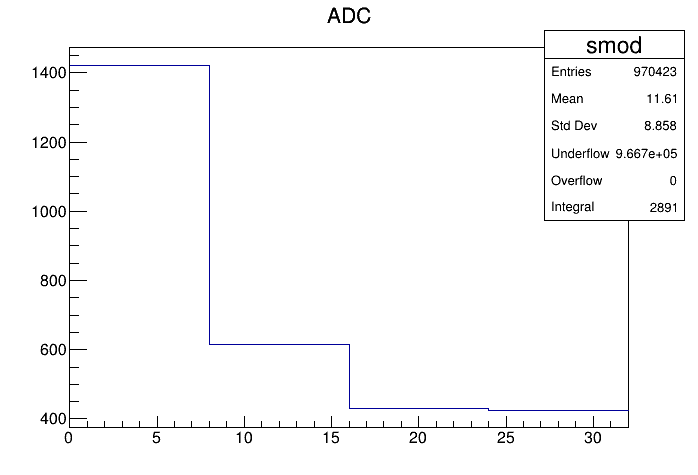 ADC
smod
Entries 970423
Mean 11.61
Std Dev 8.858
Underflow 9.667e+05
Overflow 0
Integral 2891
1400
1200
1000
800
600
400
0 5 10 15 20 25 30